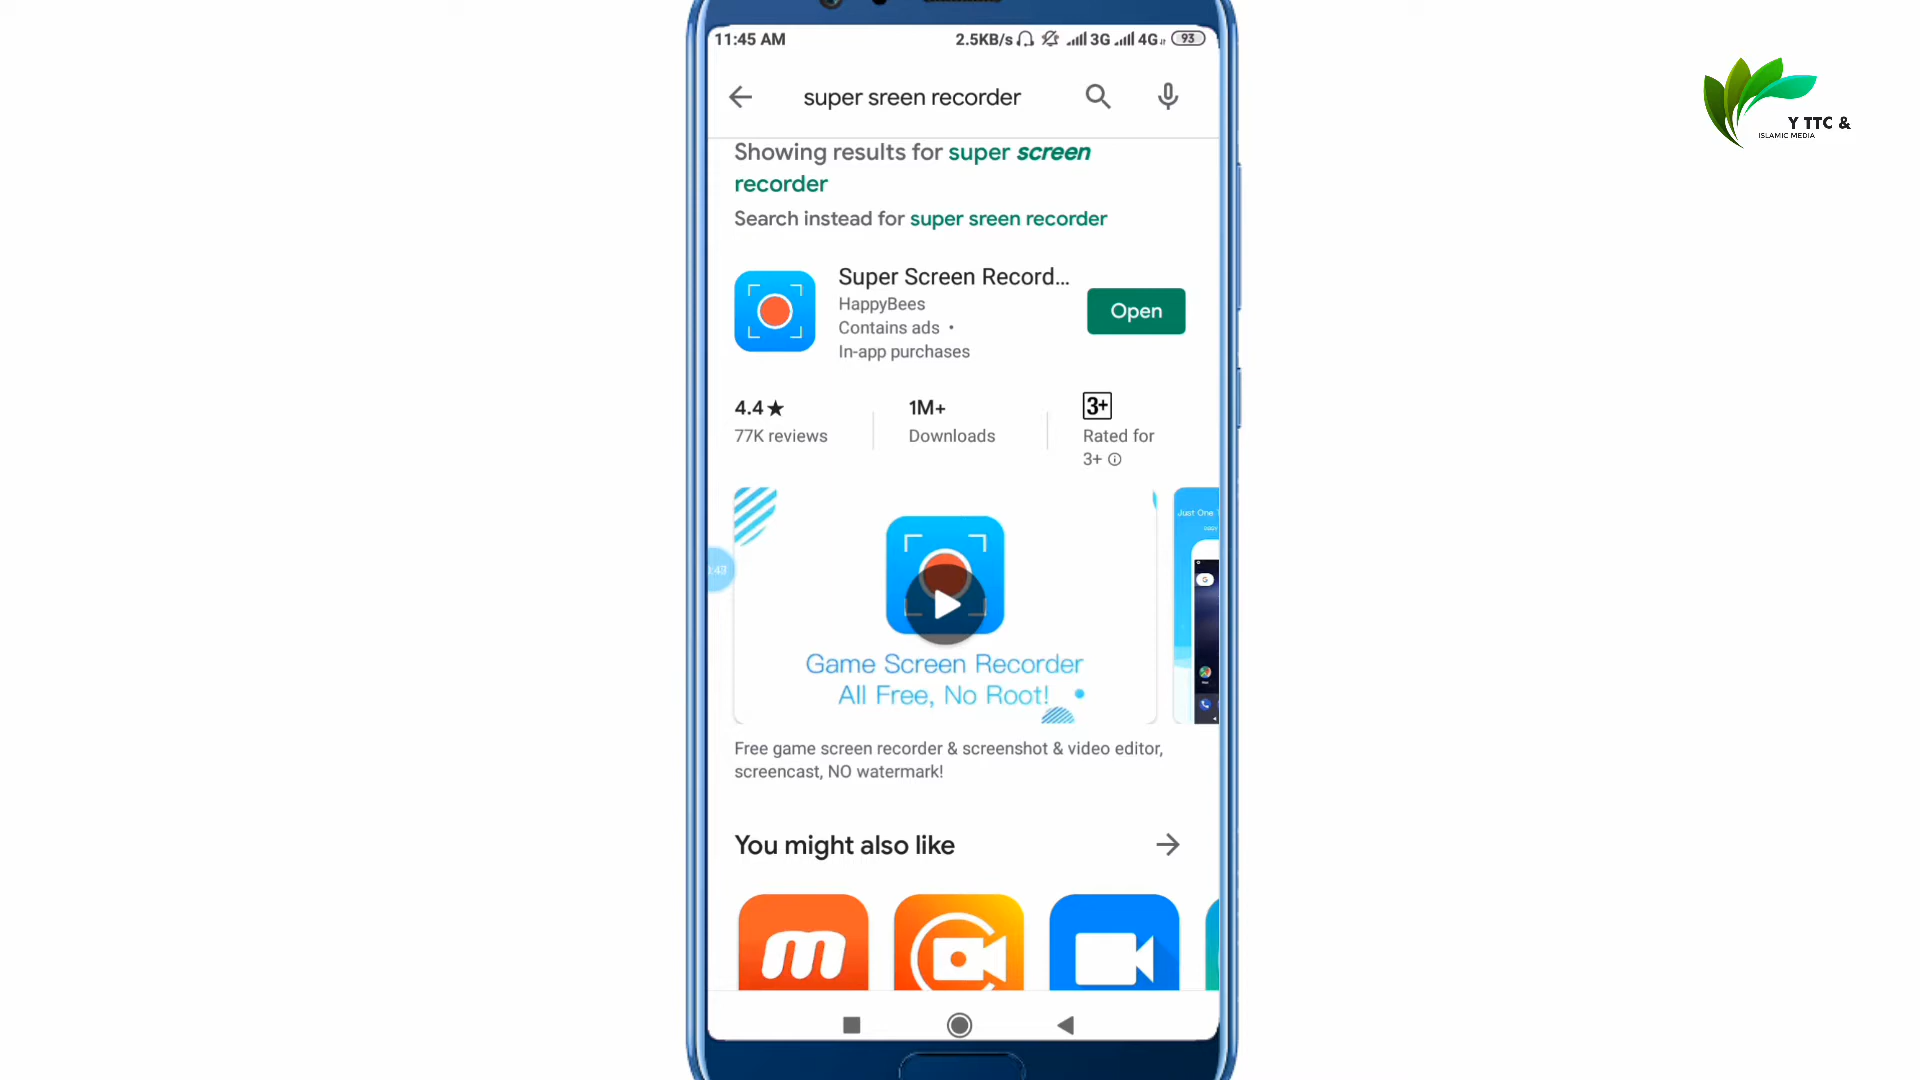 11:45 AM
2.5KB/s 3G 4G 93
super sreen recorder
Showing results for super screen
recorder
Search instead for super sreen recorder
Super Screen Record...
HappyBees
Contains ads •
In-app purchases
Open
4.4★
77K reviews
1M+
Downloads
3+
Rated for
3+
Game Screen Recorder
All Free, No Root!
Just One
Free game screen recorder & screenshot & video editor,
screencast, NO watermark!
You might also like
m
Y TTC &
ISLAMIC MEDIA